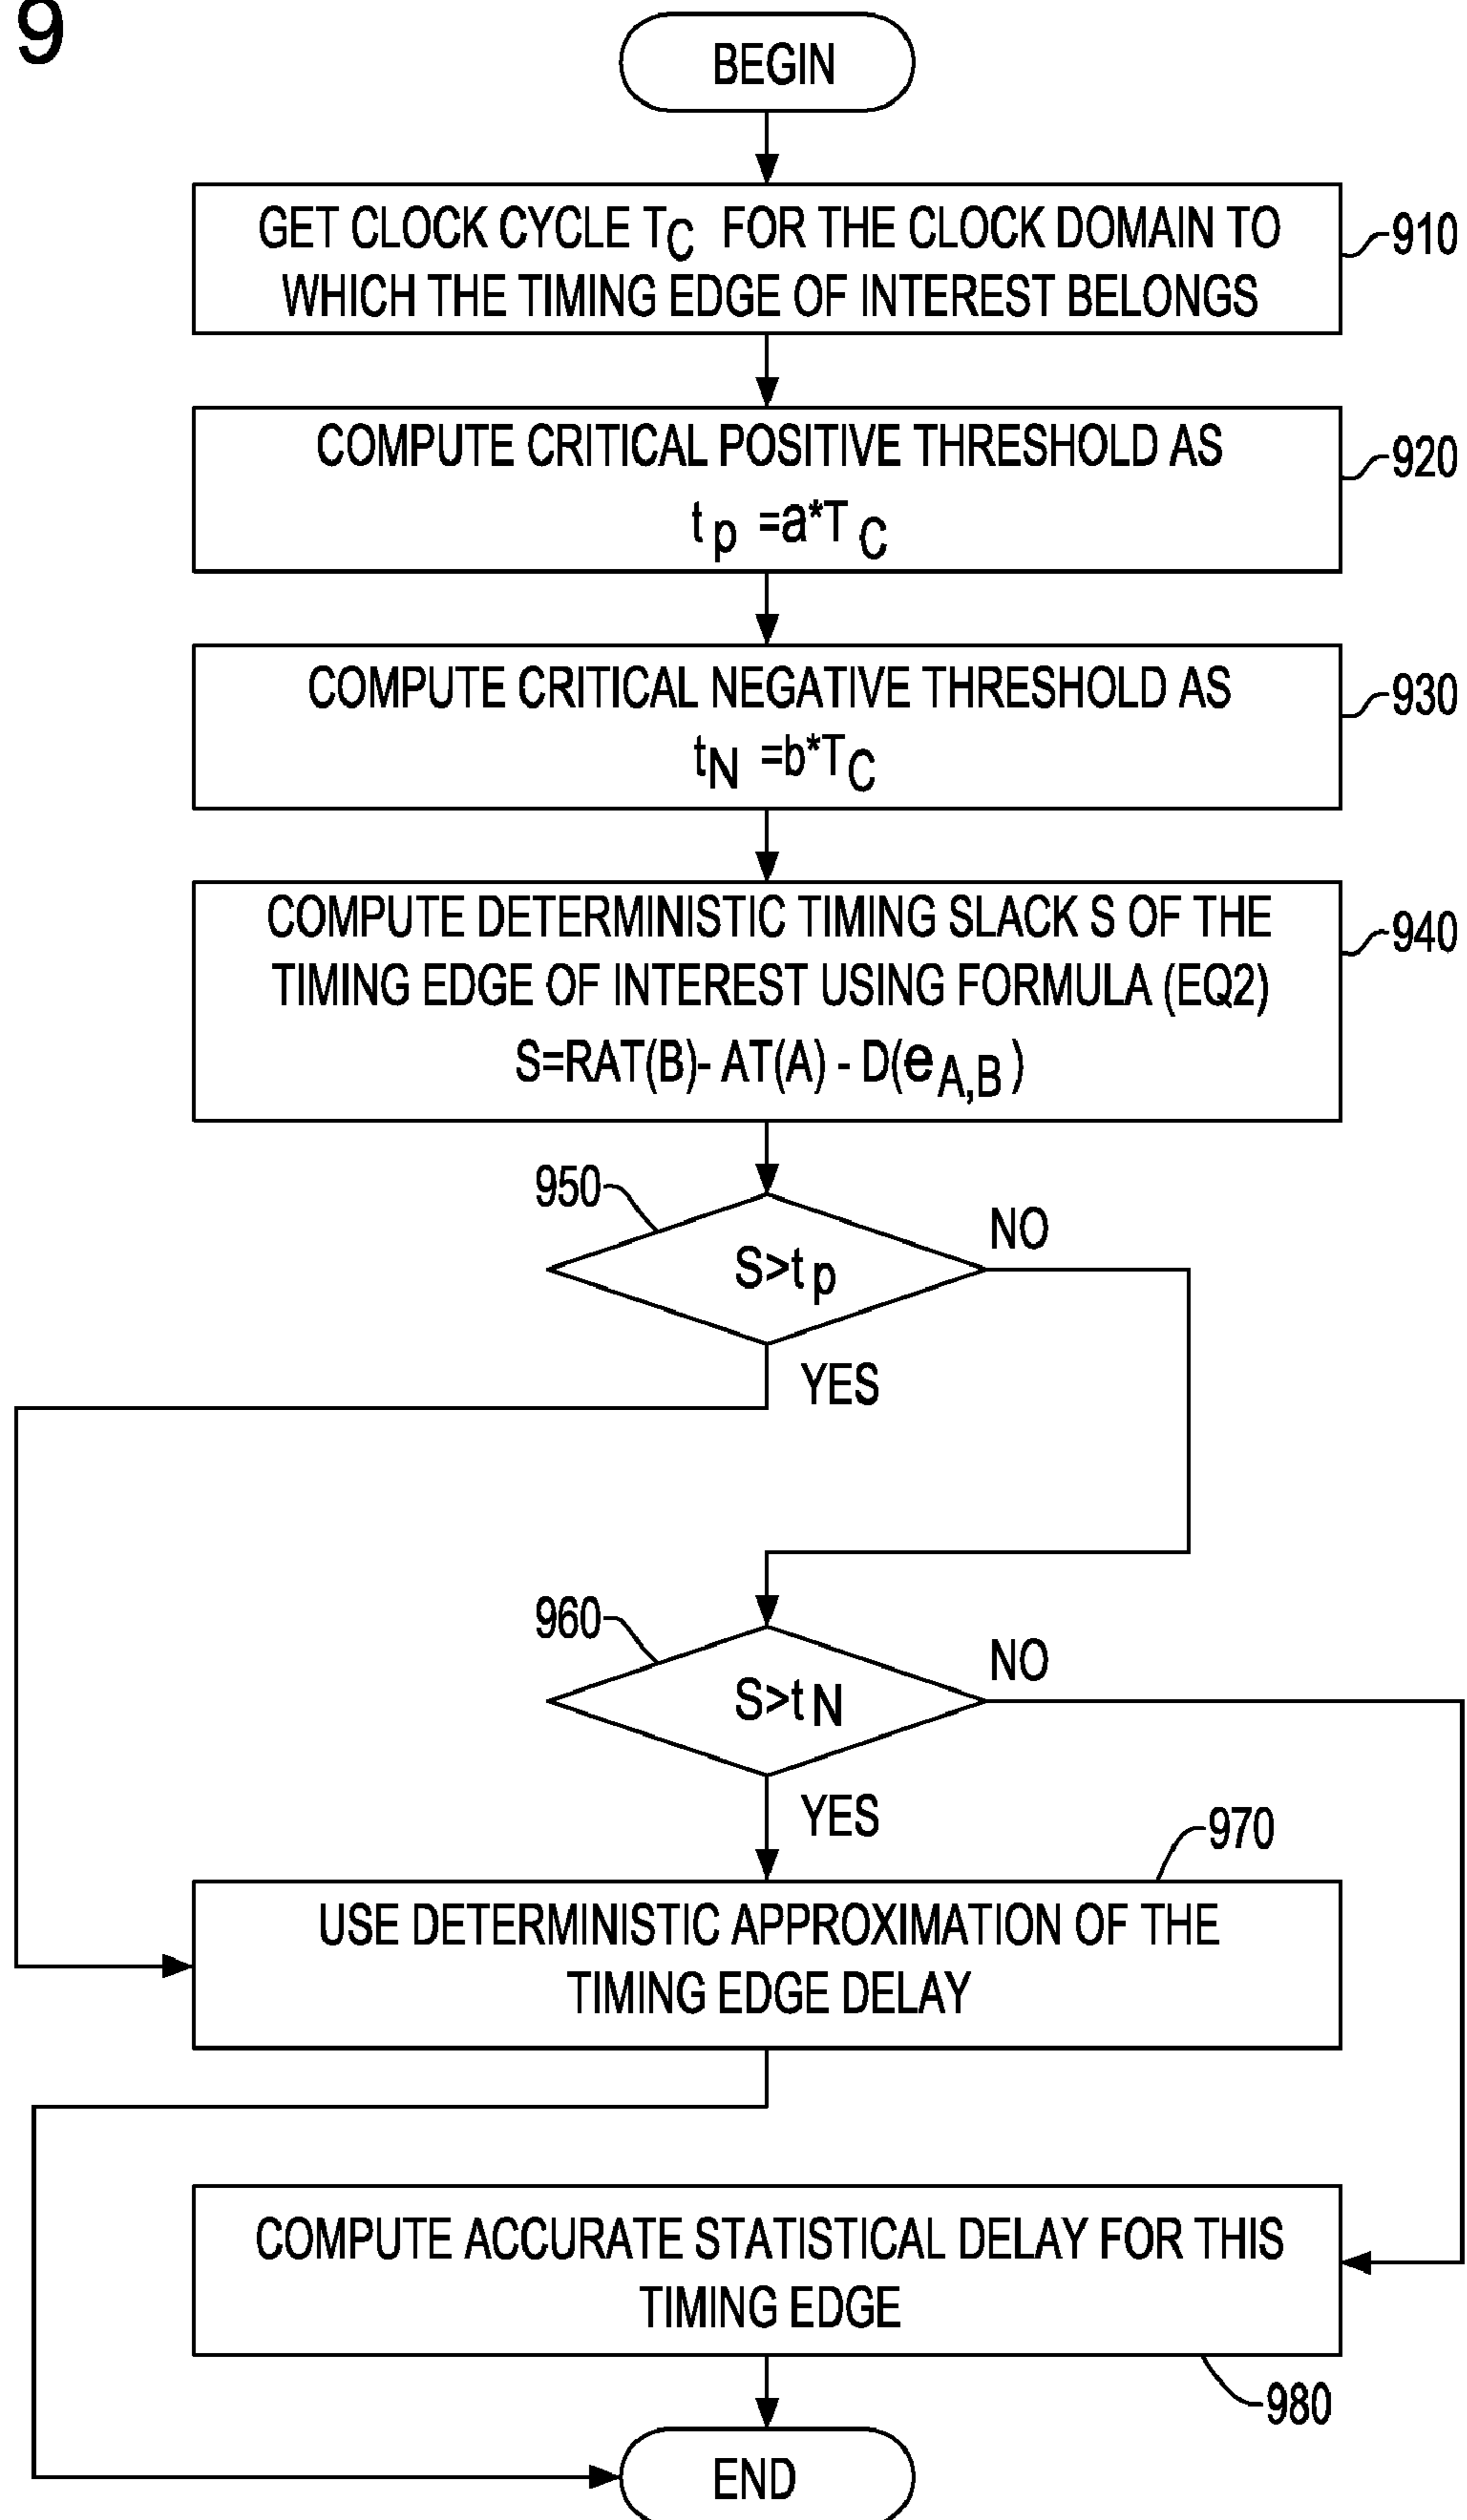 9
BEGIN
GET CLOCK CYCLE TC FOR THE CLOCK DOMAIN TO
WHICH THE TIMING EDGE OF INTEREST BELONGS
910
COMPUTE CRITICAL POSITIVE THRESHOLD AS
tp =a*TC
920
COMPUTE CRITICAL NEGATIVE THRESHOLD AS
tN =b*TC
930
COMPUTE DETERMINISTIC TIMING SLACK S OF THE
TIMING EDGE OF INTEREST USING FORMULA (EQ2)
S=RAT(B)- AT(A) - D(eA,B)
940
950
S>tp
NO
YES
960
S>tN
NO
YES
970
USE DETERMINISTIC APPROXIMATION OF THE
TIMING EDGE DELAY
COMPUTE ACCURATE STATISTICAL DELAY FOR THIS
TIMING EDGE
980
END